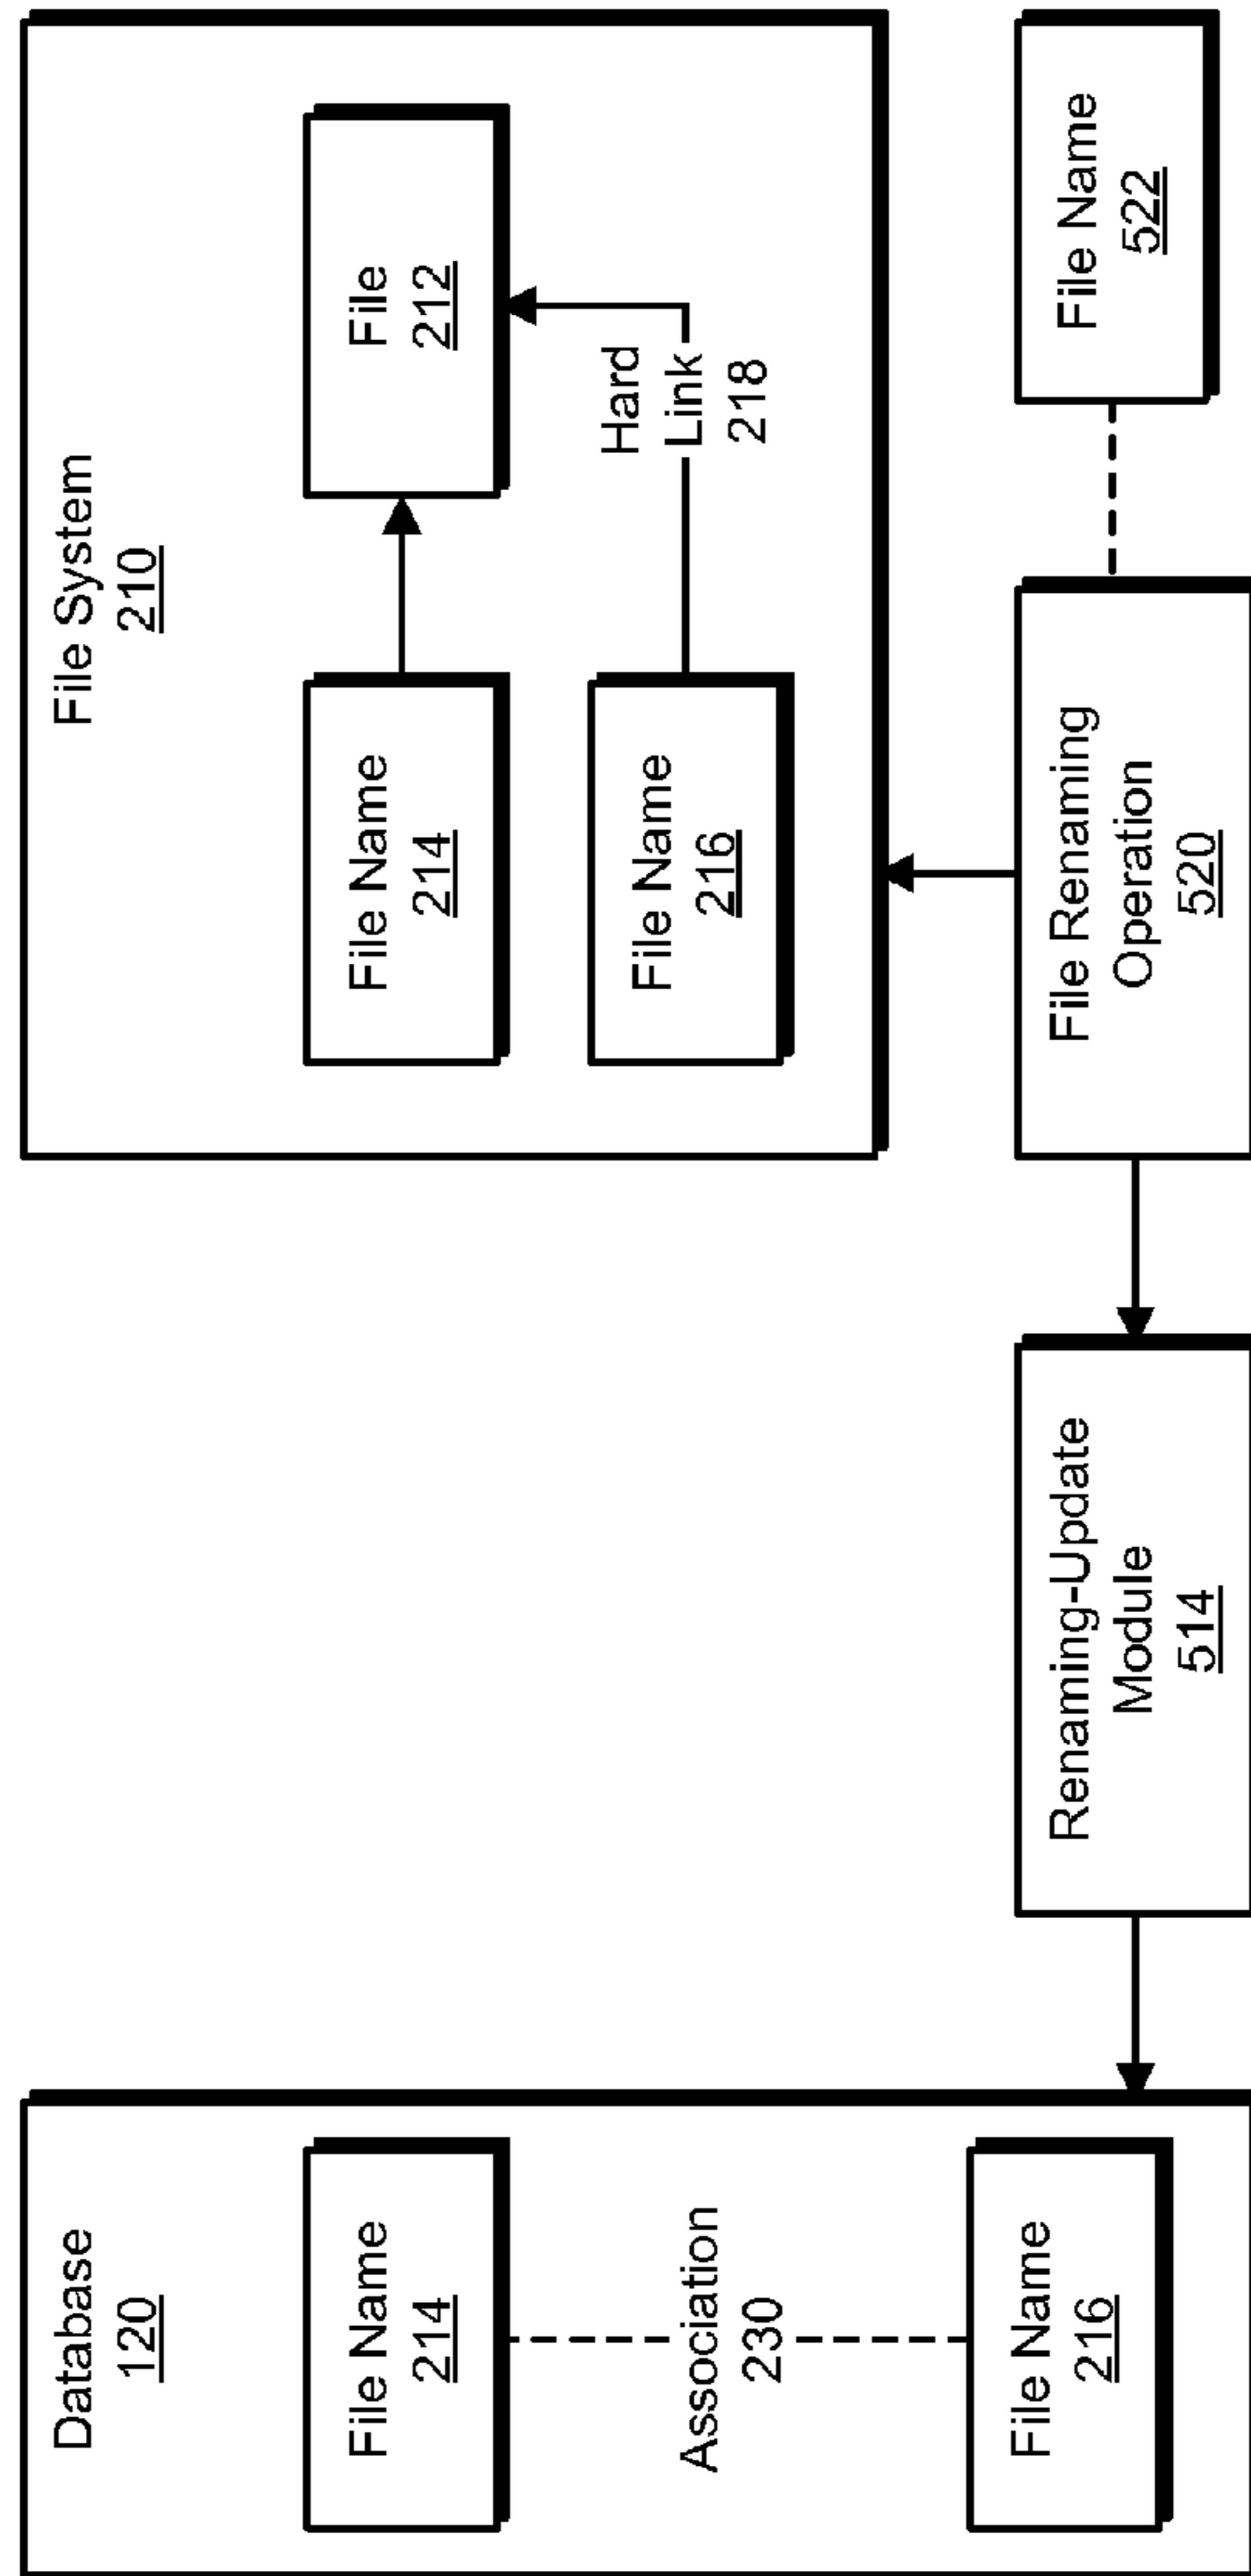 Database
120
File Name
214
Association
230
File Name
216
Renaming-Update
Module
514
File System
210
File Name
214
File
212
File Name
216
Hard
Link
218
File Renaming
Operation
520
File Name
522